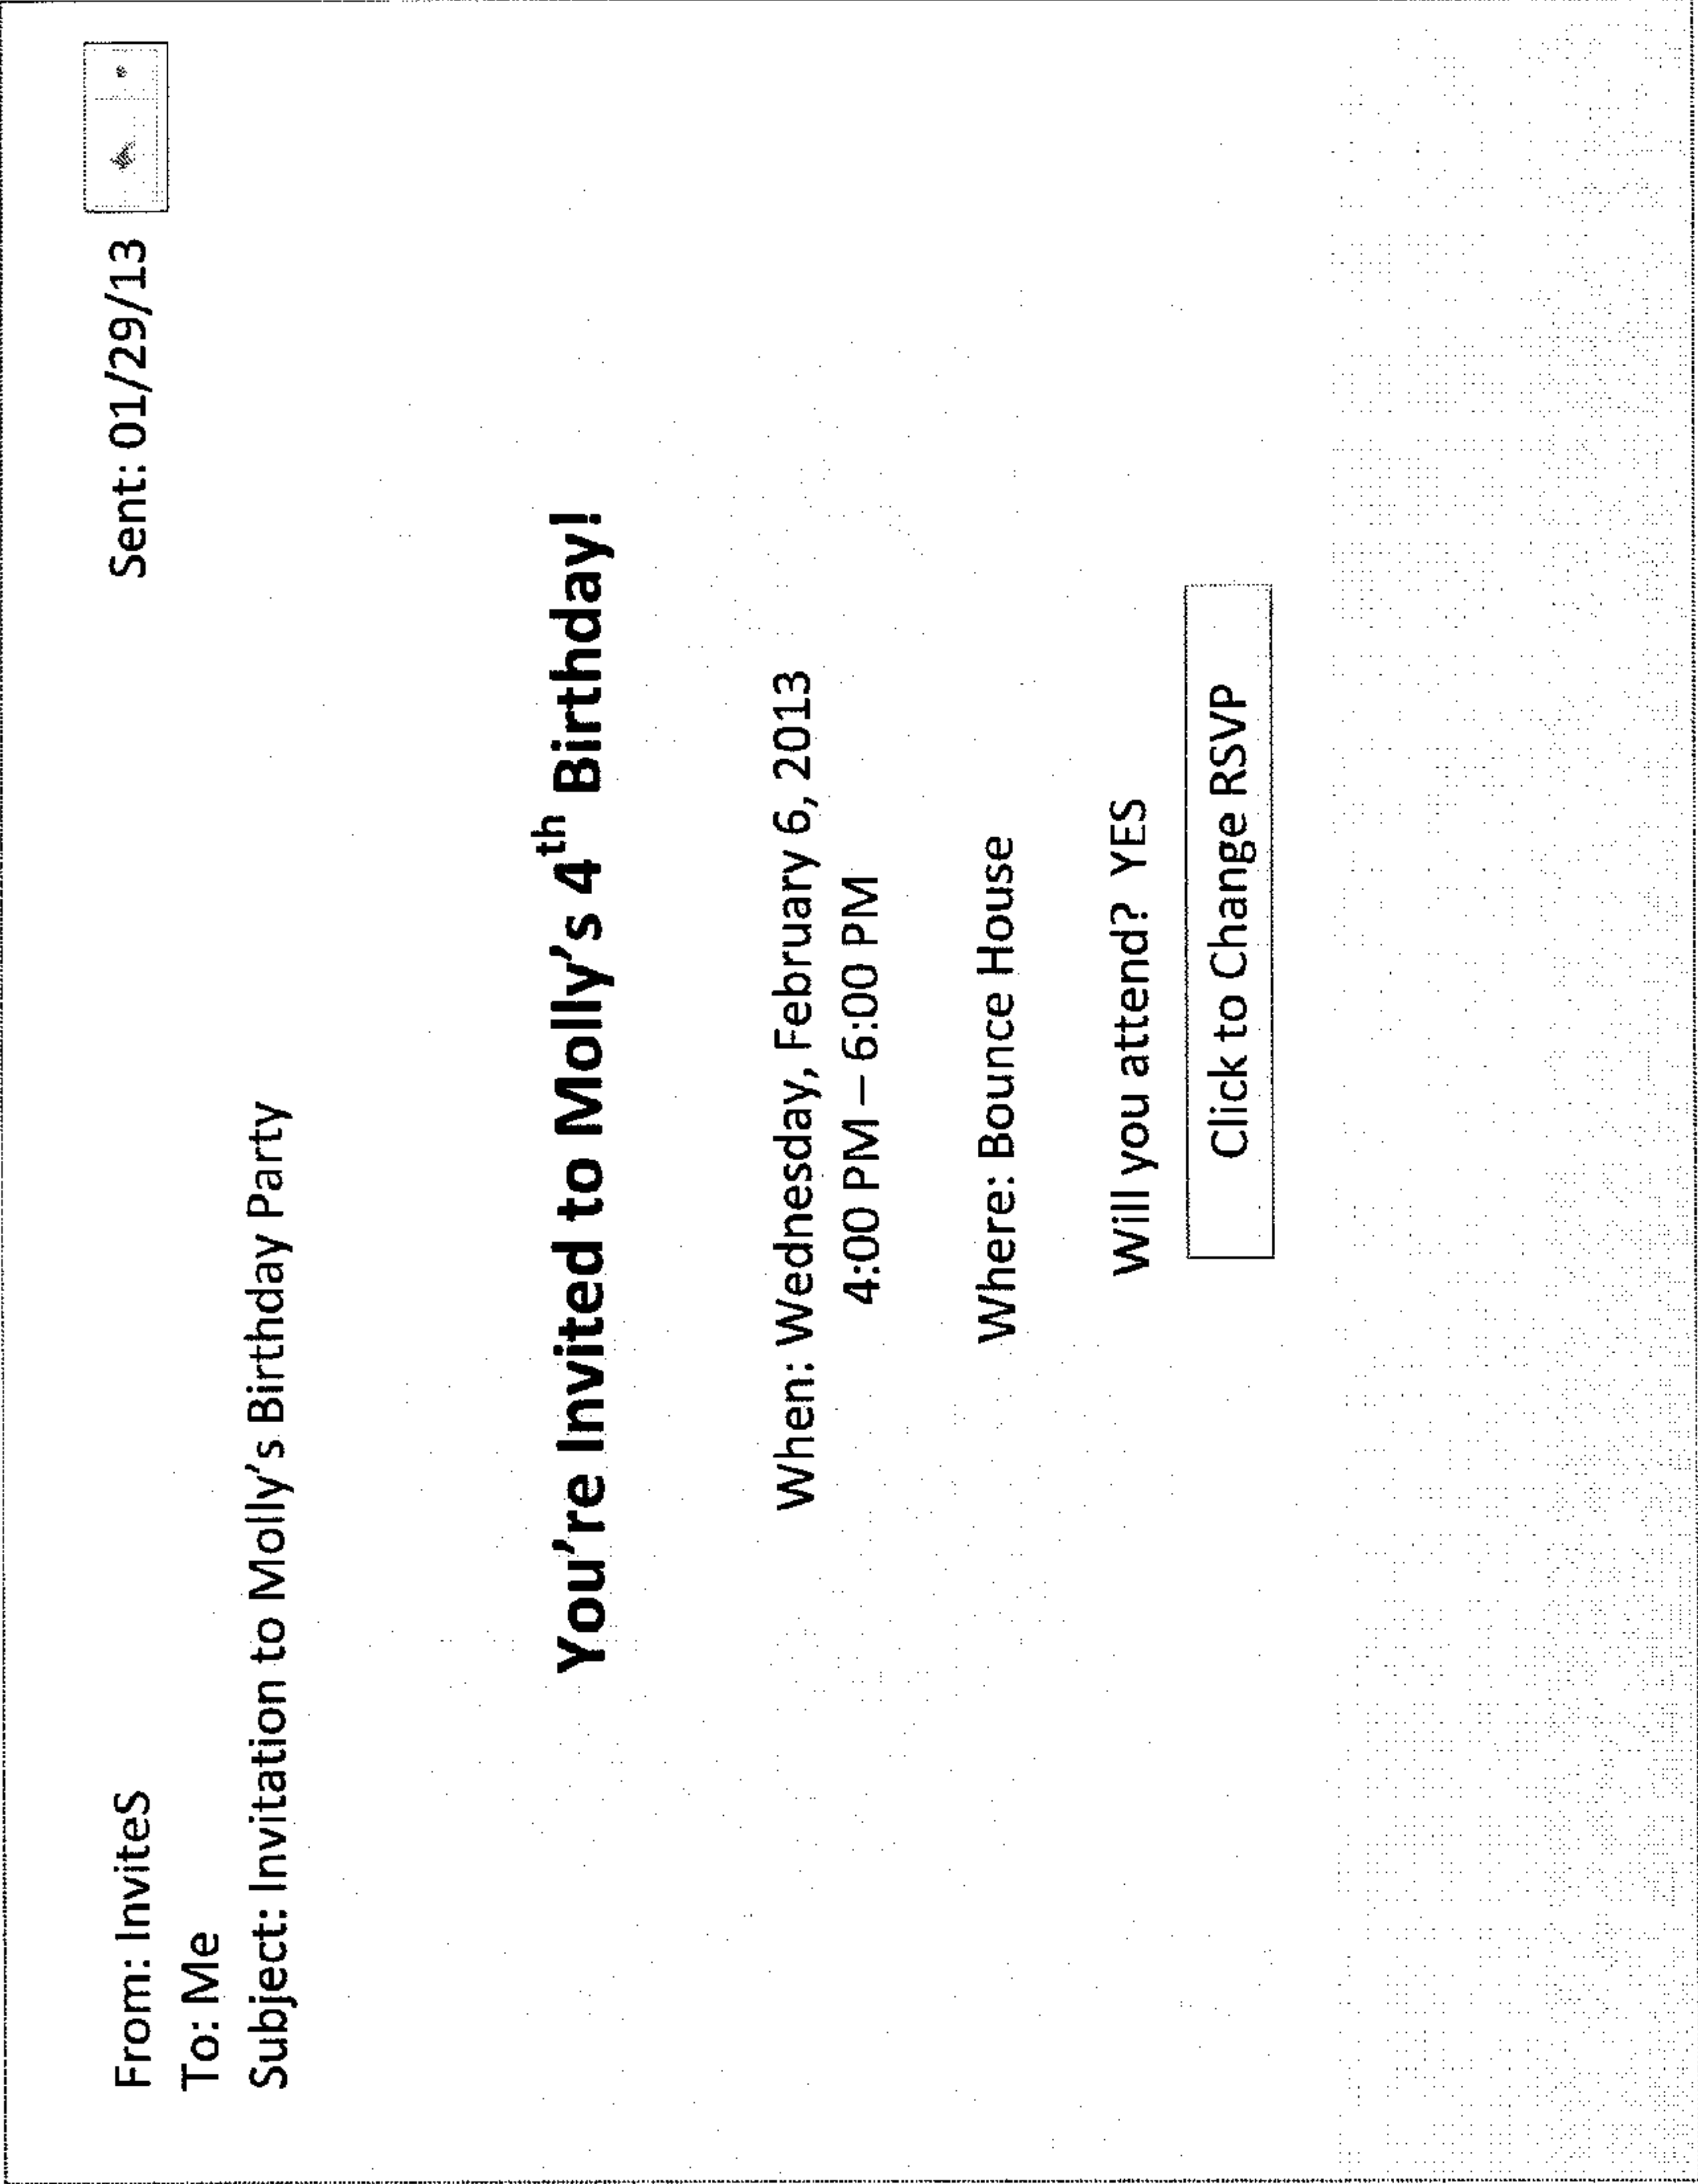 From: InviteS
Sent: 01/29/13
To: Me
Subject: Invitation to Molly's Birthday Party
You're Invited to Molly's 4th Birthday!
When: Wednesday, February 6, 2013
4:00 PM – 6:00 PM
Where: Bounce House
Will you attend? YES
Click to Change RSVP